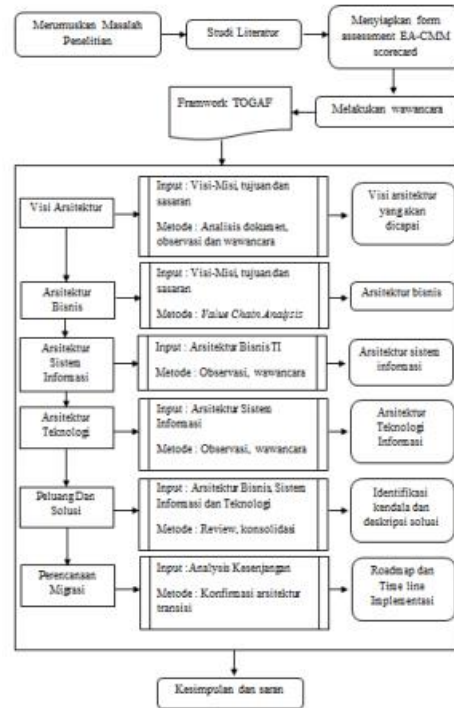 Merumuskan Masalah
Penelitian
Studi Literatur
Menyiapkan form
assessment EA-CMM
scorecard
Melakukan wawancara
Framwork TOGAF
Visi Arsitektur
Input : Visi-Misi, tujuan dan
sasaran
Metode : Analisis dokumen,
observasi dan wawancara
Visi arsitektur
yang akan
dicapai
Arsitektur
Bisnis
Input : Visi-Misi, tujuan dan
sasaran
Metode : Value Chain Analysis
Arsitektur bisnis
Arsitektur
Sistem
Informasi
Input : Arsitektur Bisnis TI
Metode : Observasi, wawancara
Arsitektur sistem
informasi
Arsitektur
Teknologi
Input : Arsitektur Sistem
Informasi
Metode : Observasi, wawancara
Arsitektur
Teknologi
Informasi
Peluang Dan
Solusi
Input : Arsitektur Bisnis, Sistem
Informasi dan Teknologi
Metode : Review, konsolidasi
Identifikasi
kendala dan
deskripsi solusi
Perencanaan
Migrasi
Input : Analysis Kesenjangan
Metode : Konfirmasi arsitektur
transisi
Roadmap dan
Time line
Implementasi
Kesimpulan dan saran